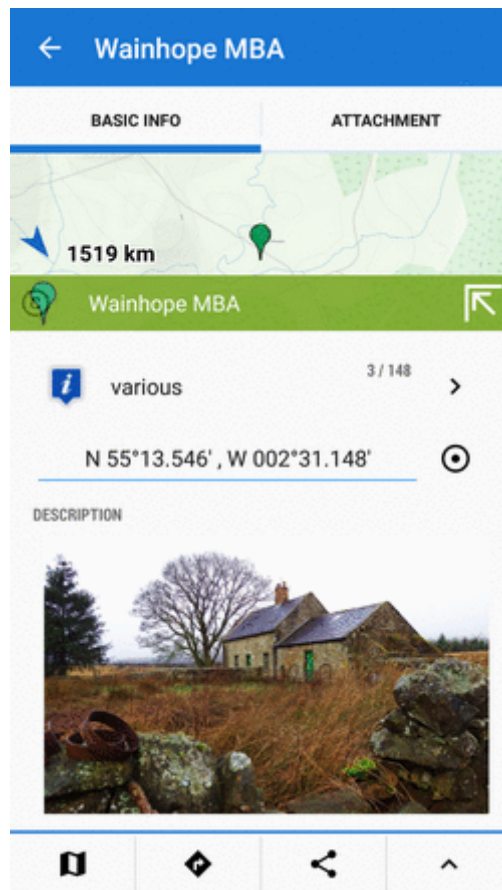 Wainhope MBA
BASIC INFO ATTACHMENT
1519 km
Wainhope MBA
3 / 148
various
N 55°13.546' , W 002°31.148'
DESCRIPTION